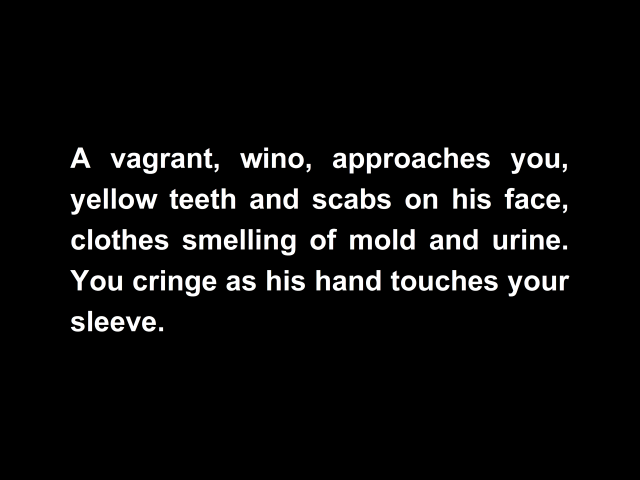 A vagrant, wino, approaches you,
yellow teeth and scabs on his face,
clothes smelling of mold and urine.
You cringe as his hand touches your
sleeve.